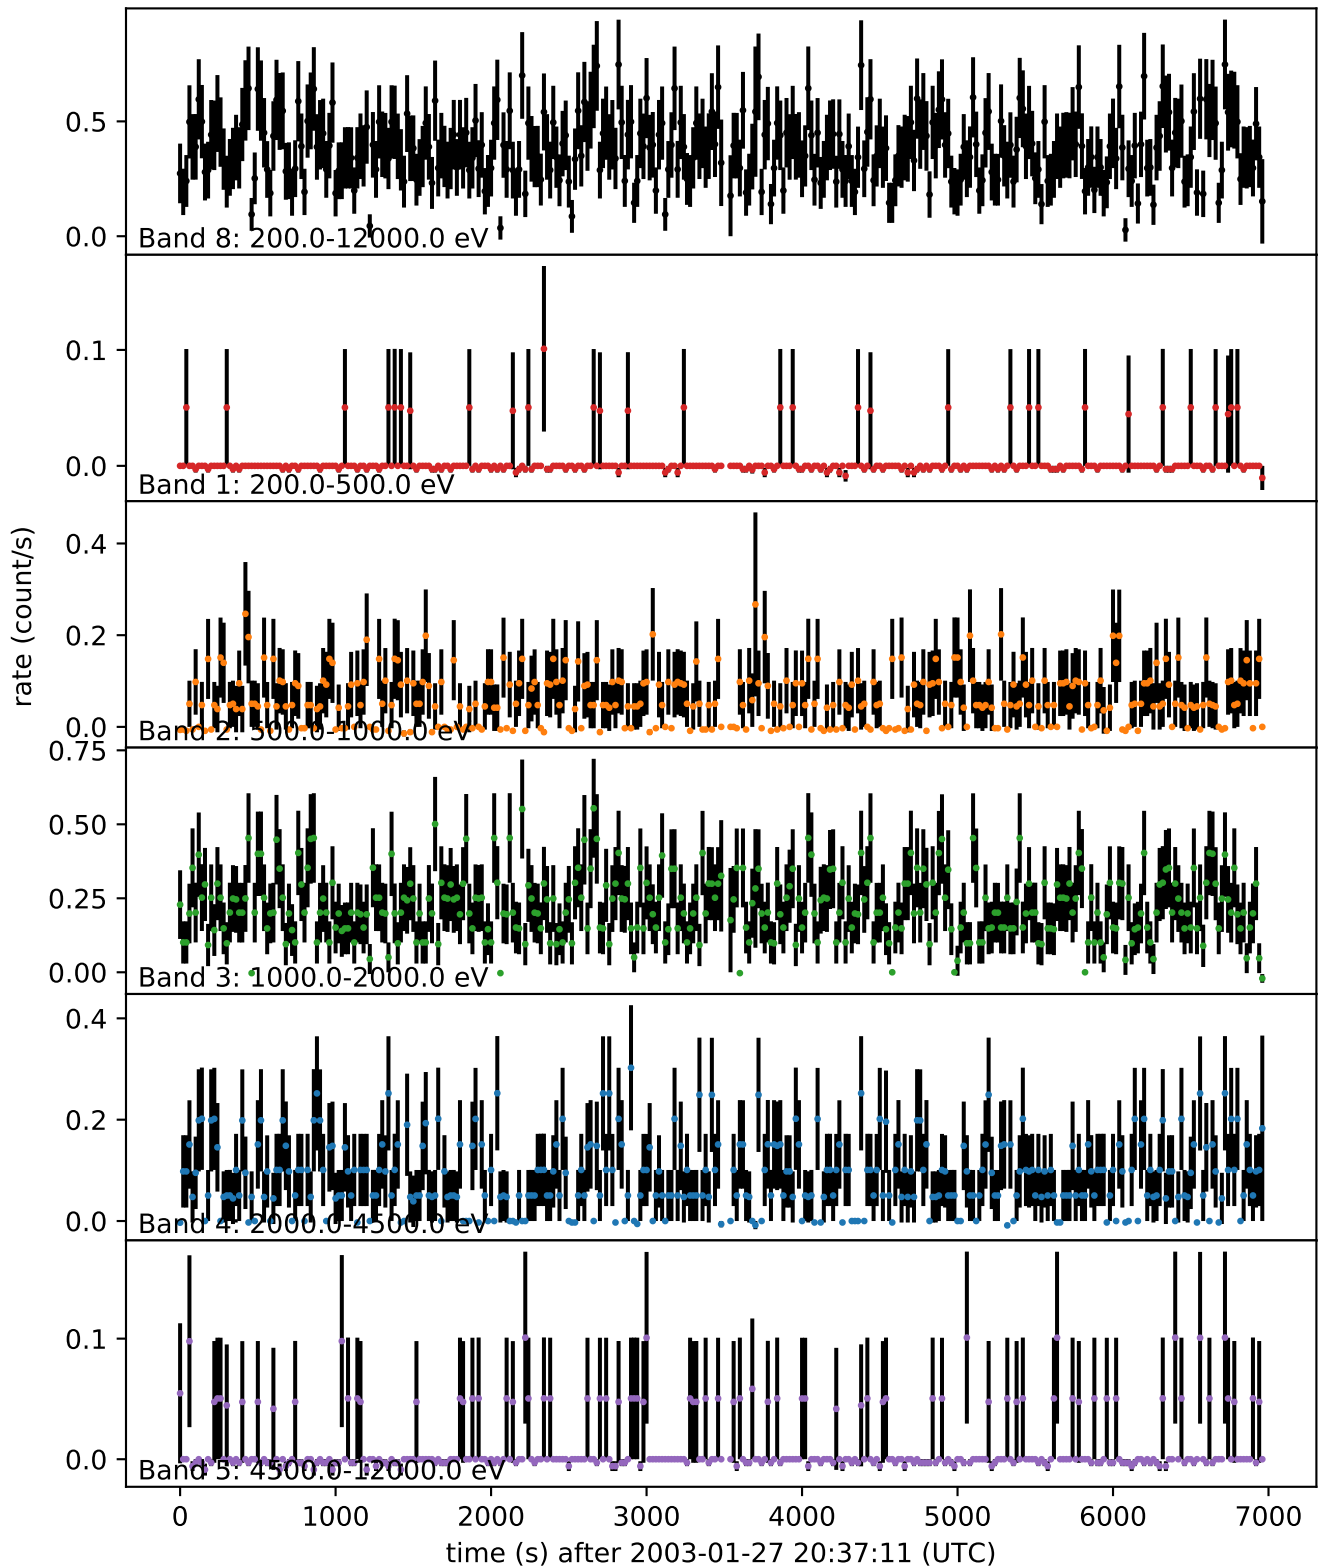 0.5
0.0
Band 8: 200.0-12000.0 eV
0.1
0.0
Band 1: 200.0-500.0 eV
rate (count/s)
0.4
0.2
0.0
Band 2: 500.0-1000.0 eV
0.75
0.50
0.25
0.00
Band 3: 1000.0-2000.0 eV
0.4
0.2
0.0
Band 4: 2000.0-4500.0 eV
0.1
0.0
Band 5: 4500.0-12000.0 eV
0 1000 2000 3000 4000 5000 6000 7000
time (s) after 2003-01-27 20:37:11 (UTC)